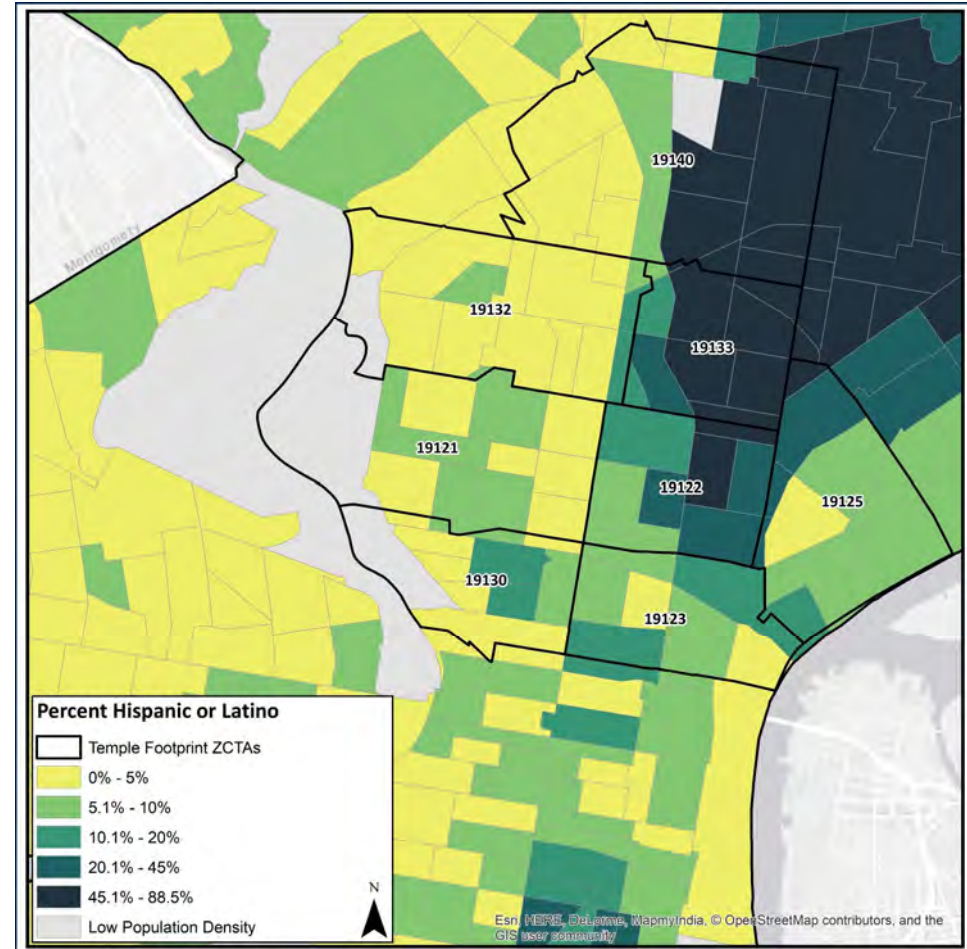 19140
Montgomery
19132
19133
19121
19122
19125
19130
19123
Percent Hispanic or Latino
Temple Footprint ZCTAs
0% - 5%
5.1% - 10%
10.1% - 20%
20.1% - 45%
45.1% - 88.5%
Low Population Density
N
Esri, HERE, DeLorme, MapmyIndia, © OpenStreetMap contributors, and the
GIS user community